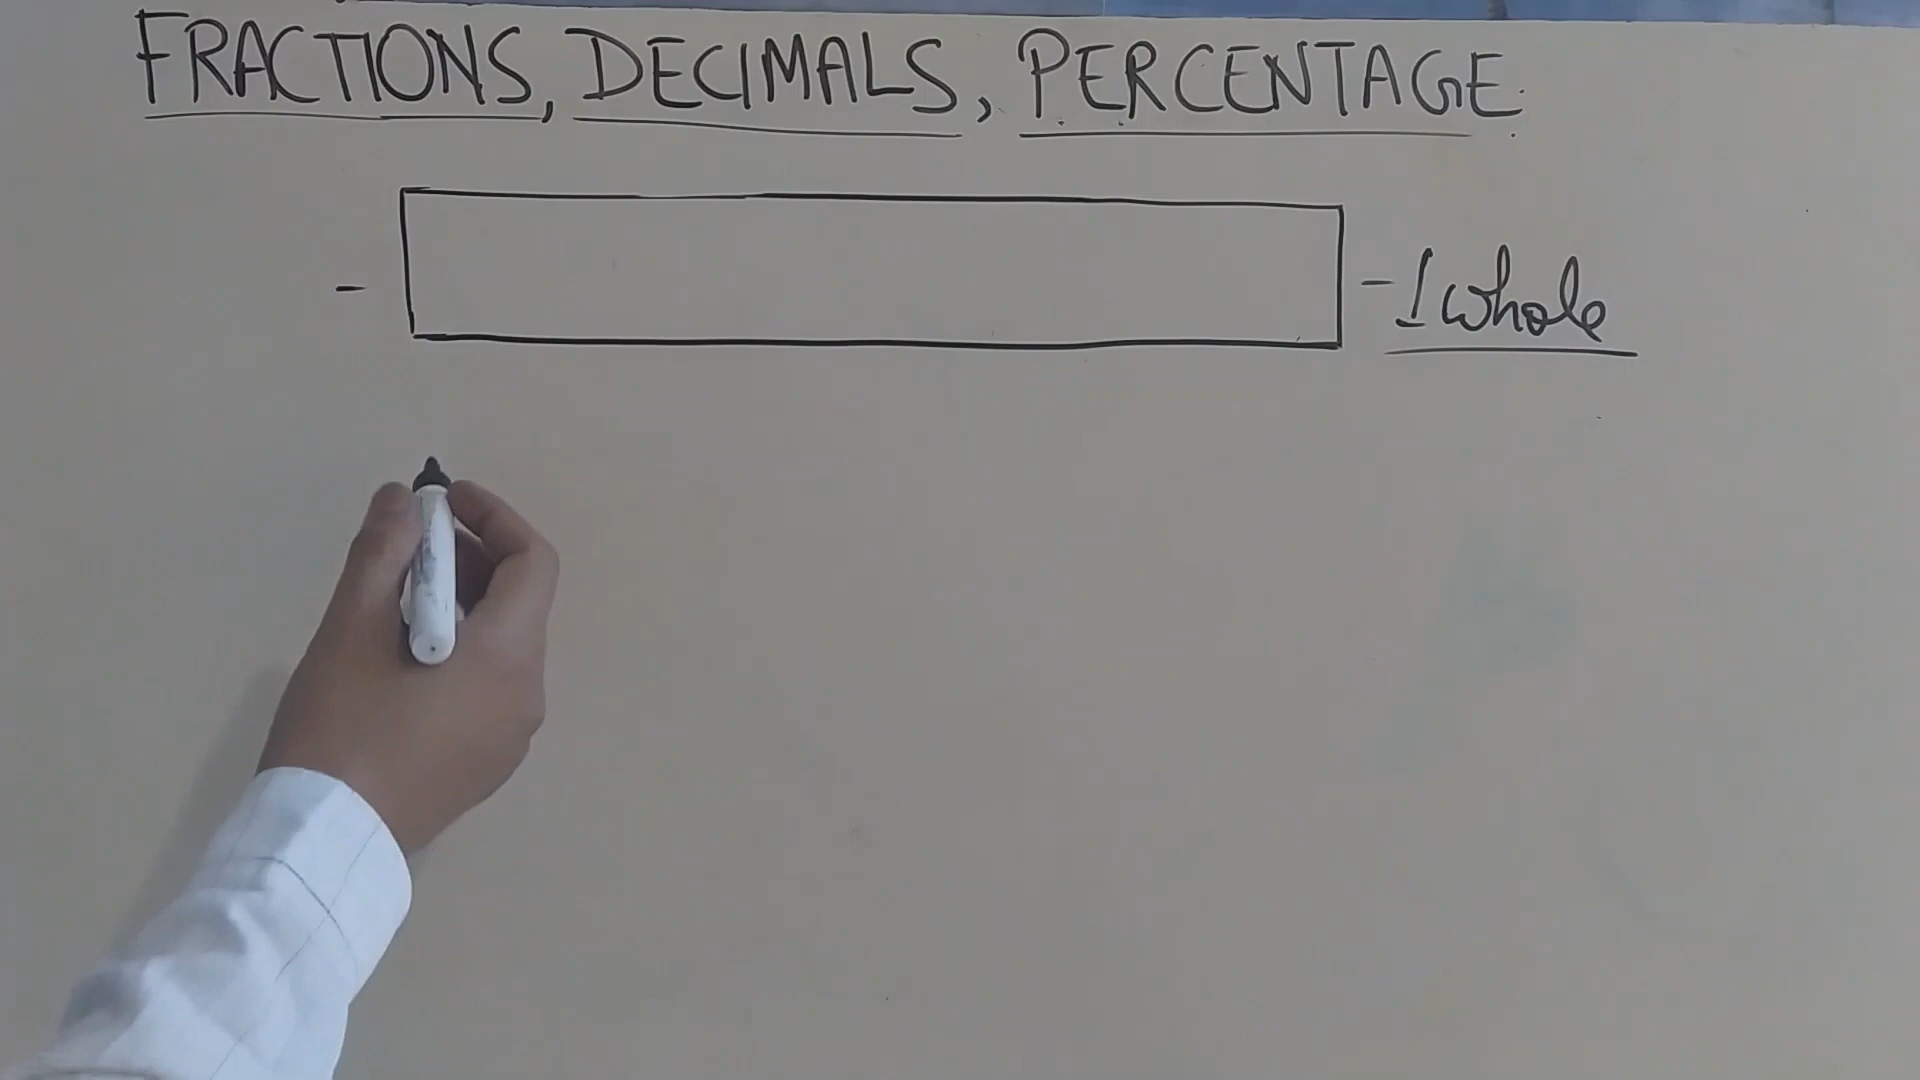 FRACTIONS, DECIMALS, PERCENTAGE.
- - 1 whole